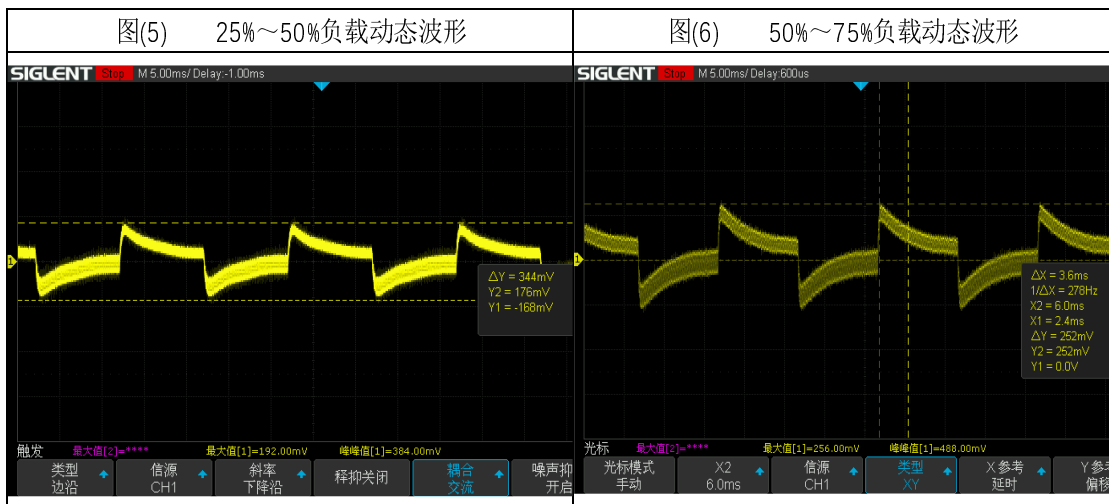 图(5) 25%～50%负载动态波形
图(6) 50%～75%负载动态波形
SIGLENT Stop M 5.00ms/ Delay:-1.00ms
1
ΔY = 344mV
Y2 = 176mV
Y1 = -168mV
触发 最大值[2]=**** 最大值[1]=192.00mV 峰峰值[1]=384.00mV
类型 信源 斜率 释抑关闭 耦合 噪声抑
边沿 CH1 下降沿 交流 开启
SIGLENT Stop M 5.00ms/ Delay:600us
1
ΔX = 3.6ms
1/ΔX = 278Hz
X2 = 6.0ms
X1 = 2.4ms
ΔY = 252mV
Y2 = 252mV
Y1 = 0.0V
光标 最大值[2]=**** 最大值[1]=256.00mV 峰峰值[1]=488.00mV
光标模式 X2 信源 类型 X 参考 Y 参考
手动 6.0ms CH1 XY 延时 偏移